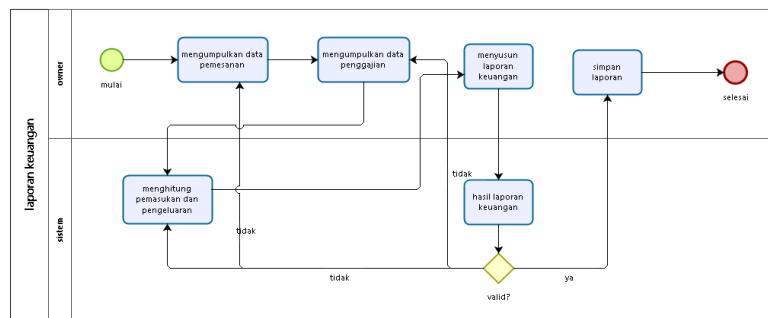 laporan keuangan
owner
mulai
mengumpulkan data
pemesanan
mengumpulkan data
penggajian
menyusun
laporan
keuangan
simpan
laporan
selesai
sistem
menghitung
pemasukan dan
pengeluaran
tidak
hasil laporan
keuangan
tidak
tidak
valid?
ya